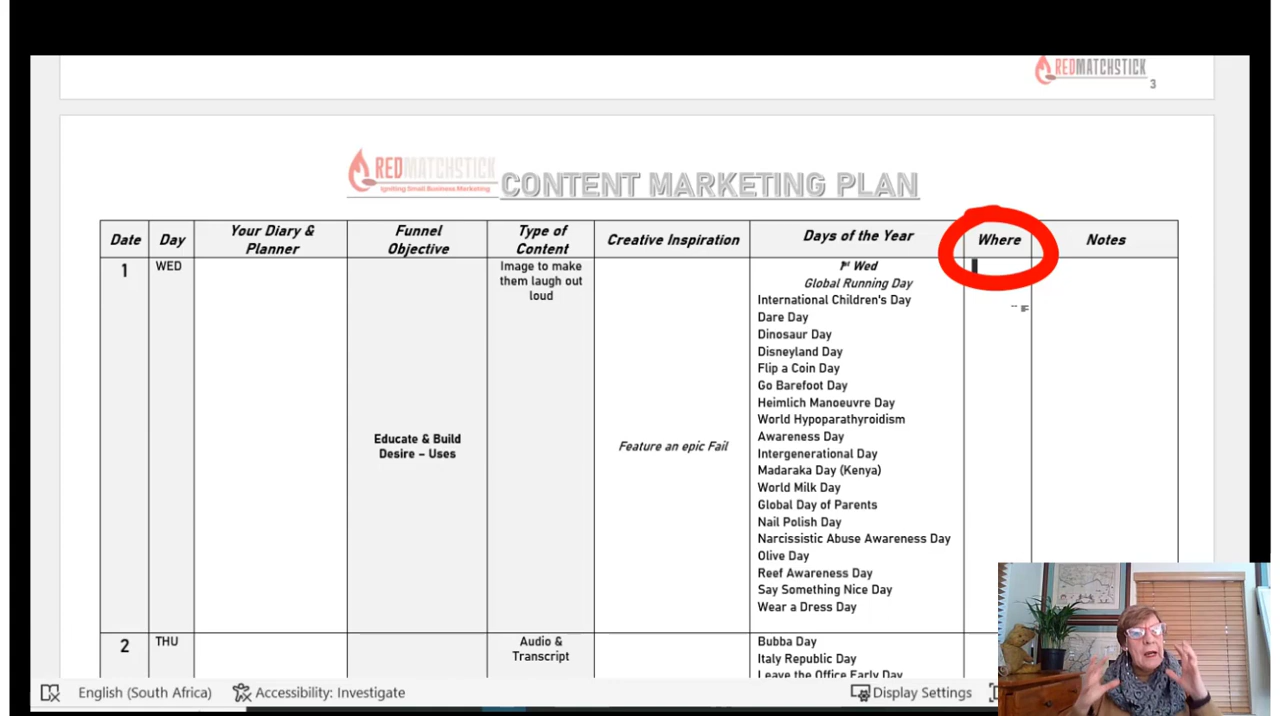 REDMATCHSTICK
3
REDMATCHSTICK
Igniting Small Business Marketing
CONTENT MARKETING PLAN
Date Day Your Diary & Planner Funnel Objective Type of Content Creative Inspiration Days of the Year Where Notes
1 WED
Image to make
them laugh out
loud
Educate & Build
Desire – Uses
Feature an epic Fail
1st Wed
Global Running Day
International Children's Day
Dare Day
Dinosaur Day
Disneyland Day
Flip a Coin Day
Go Barefoot Day
Heimlich Manoeuvre Day
World Hypoparathyroidism
Awareness Day
Intergenerational Day
Madaraka Day (Kenya)
World Milk Day
Global Day of Parents
Nail Polish Day
Narcissistic Abuse Awareness Day
Olive Day
Reef Awareness Day
Say Something Nice Day
Wear a Dress Day
2 THU
Audio &
Transcript
Bubba Day
Italy Republic Day
Leave the Office Early Day
English (South Africa) Accessibility: Investigate Display Settings